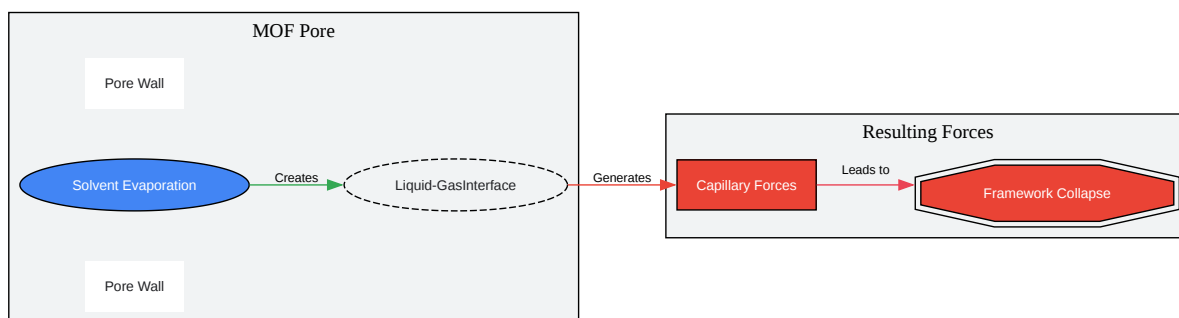 MOF Pore
Pore Wall
Solvent Evaporation
Creates
Liquid-GasInterface
Pore Wall
Generates
Resulting Forces
Capillary Forces
Leads to
Framework Collapse